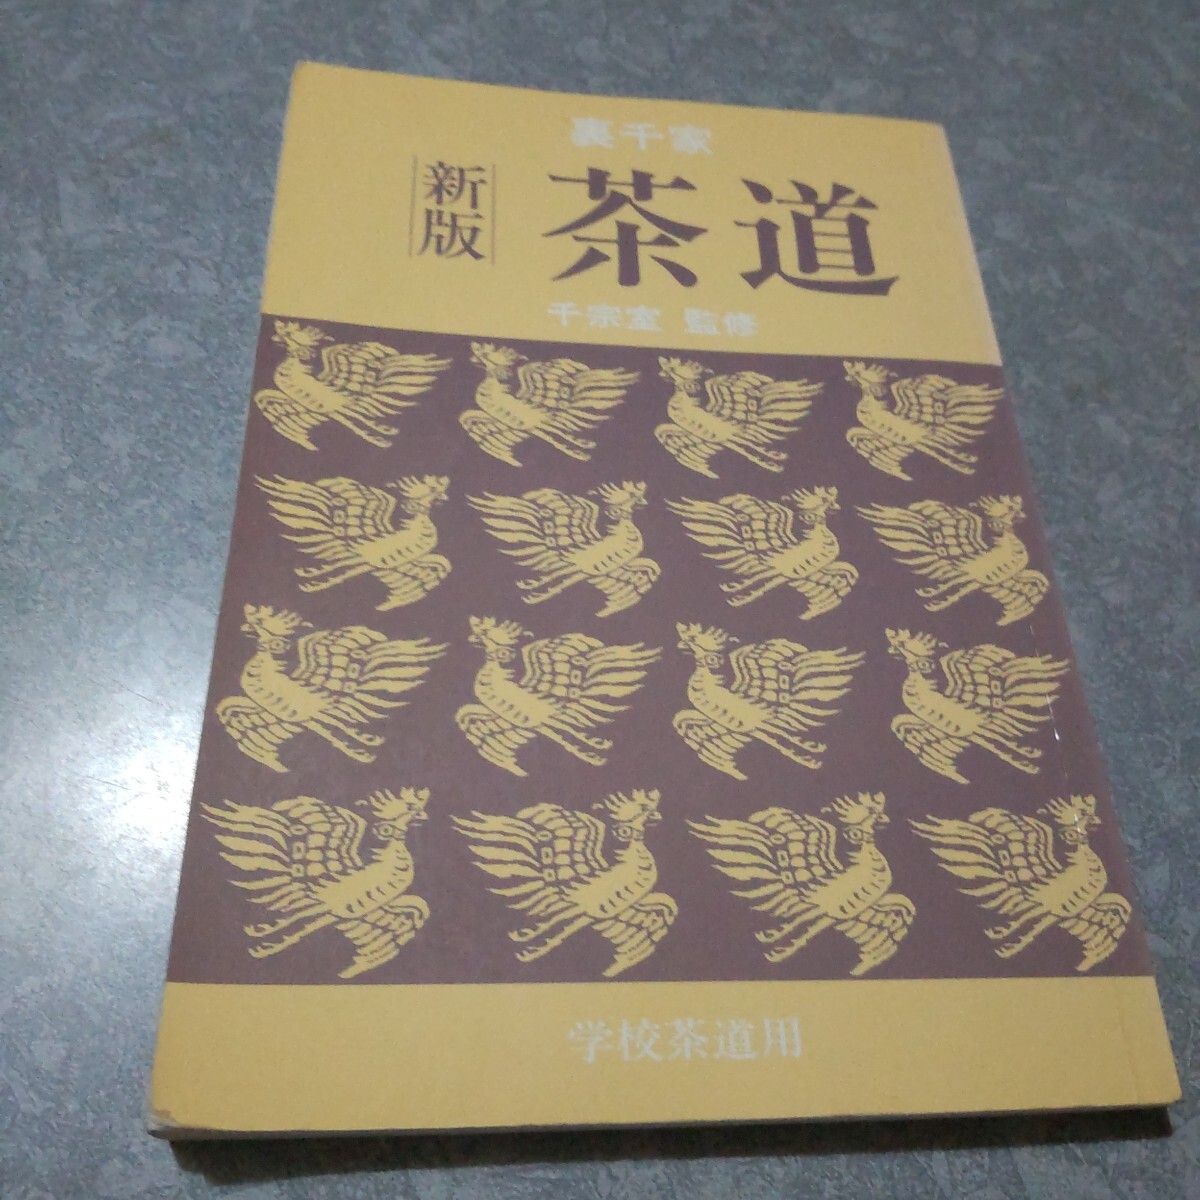 裏千家
新版
茶道
千宗室 監修
学校茶道用